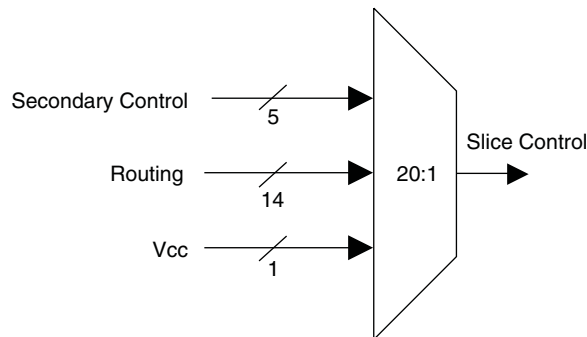 Secondary Control
5
Slice Control
Routing
14
20:1
Vcc
1